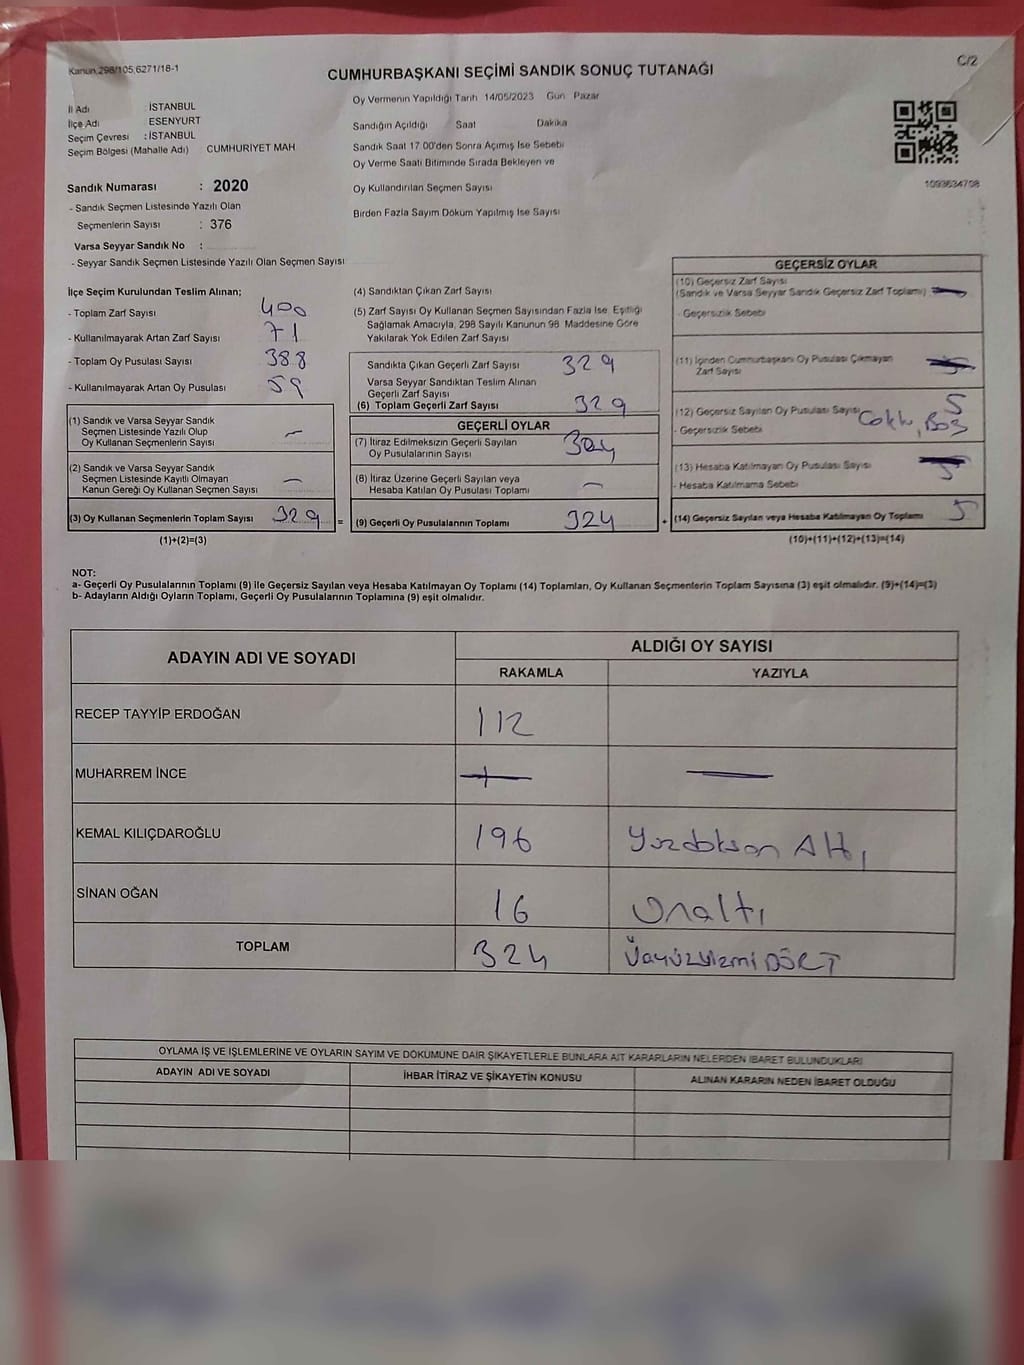 Kanun.298/105,6271/18-1
C/2
CUMHURBAŞKANI SEÇİMİ SANDIK SONUÇ TUTANAĞI
İl Adı : İSTANBUL
İlçe Adı ESENYURT
Seçim Çevresi : İSTANBUL
Seçim Bölgesi (Mahalle Adı) CUMHURİYET MAH
Sandık Numarası : 2020
- Sandık Seçmen Listesinde Yazılı Olan
Seçmenlerin Sayısı : 376
Varsa Seyyar Sandık No :
- Seyyar Sandık Seçmen Listesinde Yazılı Olan Seçmen Sayısı
Oy Vermenin Yapıldığı Tarih 14/05/2023 Gün Pazar
Sandığın Açıldığı Saat Dakika
Sandık Saat 17 00'den Sonra Açımış İse Sebebi
Oy Verme Saati Bitiminde Sırada Bekleyen ve
Oy Kullandırılan Seçmen Sayısı
Birden Fazla Sayım Döküm Yapılmış İse Sayısı
1093634708
İlçe Seçim Kurulundan Teslim Alınan;
- Toplam Zarf Sayısı 400
- Kullanılmayarak Artan Zarf Sayısı 71
- Toplam Oy Pusulası Sayısı 388
- Kullanılmayarak Artan Oy Pusulası 59
(1) Sandık ve Varsa Seyyar Sandık
Seçmen Listesinde Yazılı Olup
Oy Kullanan Seçmenlerin Sayısı —
(2) Sandık ve Varsa Seyyar Sandık
Seçmen Listesinde Kayıtlı Olmayan
Kanun Gereği Oy Kullanan Seçmen Sayısı —
(3) Oy Kullanan Seçmenlerin Toplam Sayısı 329 =
(1)+(2)=(3)
(4) Sandıktan Çıkan Zarf Sayısı
(5) Zarf Sayısı Oy Kullanan Seçmen Sayısından Fazla İse, Eşitliği
Sağlamak Amacıyla, 298 Sayılı Kanunun 98. Maddesine Göre
Yakılarak Yok Edilen Zarf Sayısı
Sandıkta Çıkan Geçerli Zarf Sayısı 329
Varsa Seyyar Sandıktan Teslim Alınan
Geçerli Zarf Sayısı
(6) Toplam Geçerli Zarf Sayısı 329
GEÇERLİ OYLAR
(7) İtiraz Edilmeksizin Geçerli Sayılan
Oy Pusulalarının Sayısı 324
(8) İtiraz Üzerine Geçerli Sayılan veya
Hesaba Katılan Oy Pusulası Toplamı —
(9) Geçerli Oy Pusulalarının Toplamı 324 +
GEÇERSİZ OYLAR
(10) Geçersiz Zarf Sayısı
(Sandık ve Varsa Seyyar Sandık Geçersiz Zarf Toplamı) —
- Geçersizlik Sebebi
(11) İçinden Cumhurbaşkanı Oy Pusulası Çıkmayan
Zarf Sayısı
(12) Geçersiz Sayılan Oy Pusulası Sayısı 5
- Geçersizlik Sebebi Çoklu, Boş
(13) Hesaba Katılmayan Oy Pusulası Sayısı
- Hesaba Katılmama Sebebi
(14) Geçersiz Sayılan veya Hesaba Katılmayan Oy Toplamı 5
(10)+(11)+(12)+(13)=(14)
NOT:
a- Geçerli Oy Pusulalarının Toplamı (9) ile Geçersiz Sayılan veya Hesaba Katılmayan Oy Toplamı (14) Toplamları, Oy Kullanan Seçmenlerin Toplam Sayısına (3) eşit olmalıdır. (9)+(14)=(3)
b- Adayların Aldığı Oyların Toplamı, Geçerli Oy Pusulalarının Toplamına (9) eşit olmalıdır.
ADAYIN ADI VE SOYADI
ALDIĞI OY SAYISI
RAKAMLA YAZIYLA
RECEP TAYYİP ERDOĞAN 112
MUHARREM İNCE — —
KEMAL KILIÇDAROĞLU 196 Yüzdoksan Altı
SİNAN OĞAN 16 Onaltı
TOPLAM 324 Üçyüzyirmi DÖRT
OYLAMA İŞ VE İŞLEMLERİNE VE OYLARIN SAYIM VE DÖKÜMÜNE DAİR ŞİKAYETLERLE BUNLARA AİT KARARLARIN NELERDEN İBARET BULUNDUKLARI
ADAYIN ADI VE SOYADI İHBAR İTİRAZ VE ŞİKAYETİN KONUSU ALINAN KARARIN NEDEN İBARET OLDUĞU